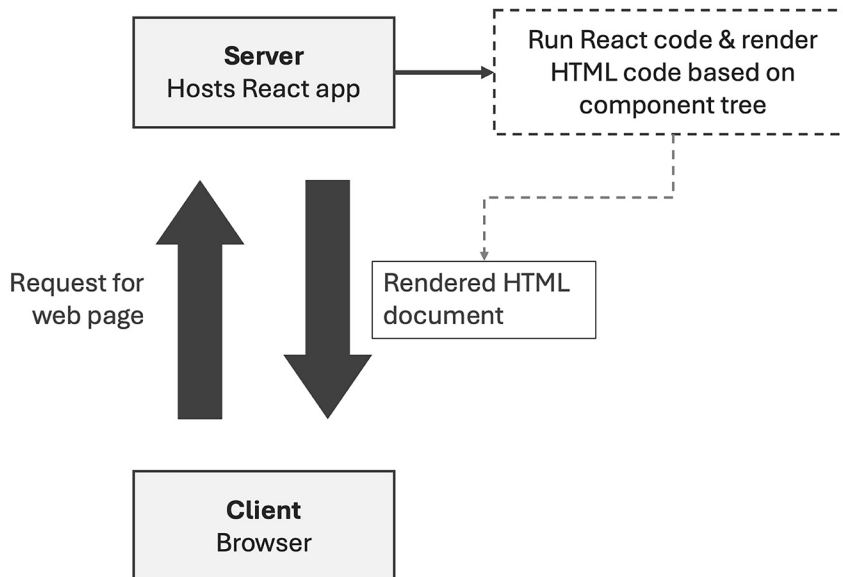 Server
Hosts React app
Run React code & render
HTML code based on
component tree
Request for
web page
Rendered HTML
document
Client
Browser